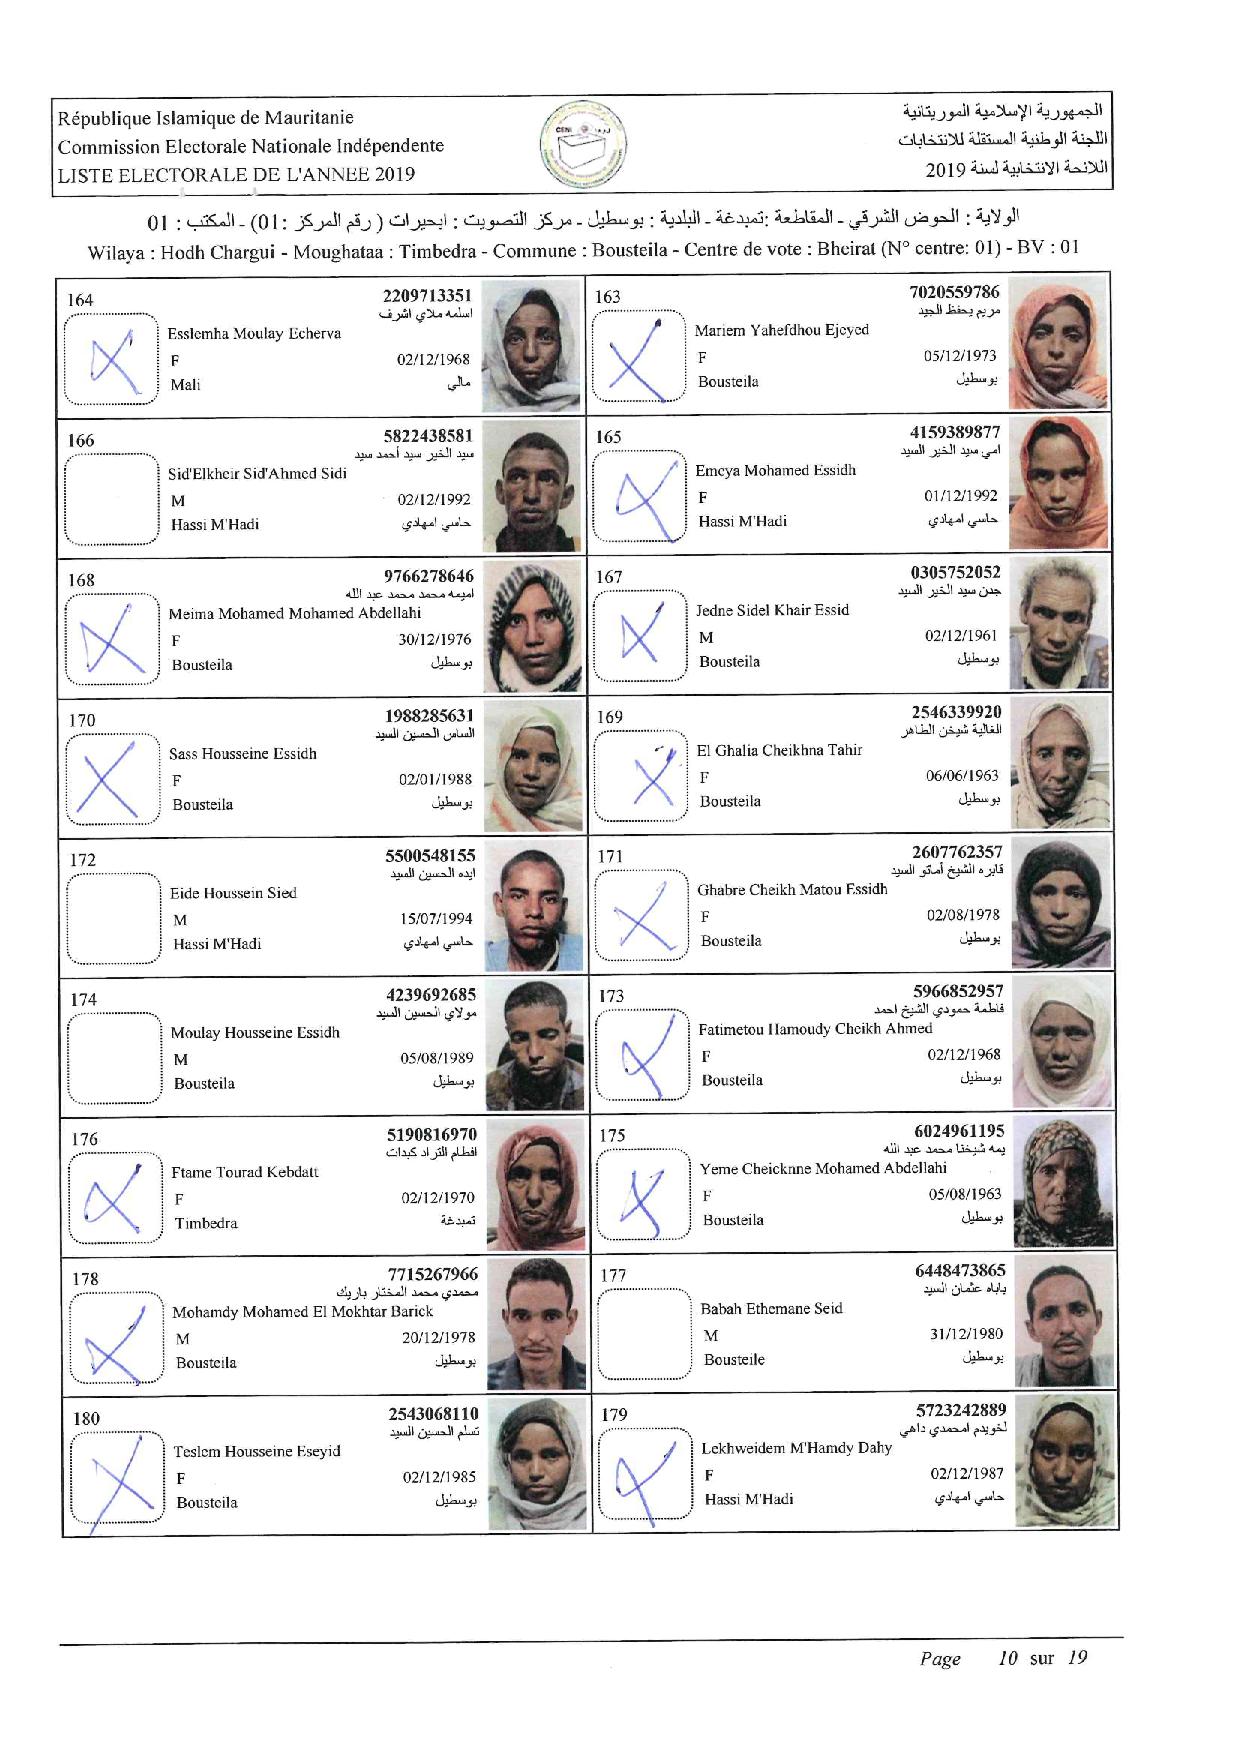 République Islamique de Mauritanie
Commission Electorale Nationale Indépendente
LISTE ELECTORALE DE L'ANNEE 2019
CENI
الجمهورية الإسلامية الموريتانية
اللجنة الوطنية المستقلة للانتخابات
اللائحة الانتخابية لسنة 2019
الولاية : الحوض الشرقي - المقاطعة :تمبدغة - البلدية : بوسطيل - مركز التصويت : ابحيرات ( رقم المركز :01) - المكتب : 01
Wilaya : Hodh Chargui - Moughataa : Timbedra - Commune : Bousteila - Centre de vote : Bheirat (N° centre: 01) - BV : 01
164 2209713351
اسلمه ملاي اشرف
Esslemha Moulay Echerva
F 02/12/1968
Mali مالي
163 7020559786
مريم يحفظ الجيد
Mariem Yahefdhou Ejeyed
F 05/12/1973
Bousteila بوسطيل
166 5822438581
سيد الخير سيد أحمد سيد
Sid'Elkheir Sid'Ahmed Sidi
M 02/12/1992
Hassi M'Hadi حاسي امهادي
165 4159389877
امي سيد الخير السيد
Emeya Mohamed Essidh
F 01/12/1992
Hassi M'Hadi حاسي امهادي
168 9766278646
اميمه محمد محمد عبد الله
Meima Mohamed Mohamed Abdellahi
F 30/12/1976
Bousteila بوسطيل
167 0305752052
جدن سيد الخير السيد
Jedne Sidel Khair Essid
M 02/12/1961
Bousteila بوسطيل
170 1988285631
الساس الحسين السيد
Sass Housseine Essidh
F 02/01/1988
Bousteila بوسطيل
169 2546339920
الغالية شيخن الطاهر
El Ghalia Cheikhna Tahir
F 06/06/1963
Bousteila بوسطيل
172 5500548155
ايده الحسين السيد
Eide Houssein Sied
M 15/07/1994
Hassi M'Hadi حاسي امهادي
171 2607762357
قابره الشيخ أماتو السيد
Ghabre Cheikh Matou Essidh
F 02/08/1978
Bousteila بوسطيل
174 4239692685
مولاي الحسين السيد
Moulay Housseine Essidh
M 05/08/1989
Bousteila بوسطيل
173 5966852957
فاطمة حمودي الشيخ احمد
Fatimetou Hamoudy Cheikh Ahmed
F 02/12/1968
Bousteila بوسطيل
176 5190816970
افطام التراد كبدات
Ftame Tourad Kebdatt
F 02/12/1970
Timbedra تمبدغة
175 6024961195
يمه شيخنا محمد عبد الله
Yeme Cheicknne Mohamed Abdellahi
F 05/08/1963
Bousteila بوسطيل
178 7715267966
محمدي محمد المختار باريك
Mohamdy Mohamed El Mokhtar Barick
M 20/12/1978
Bousteila بوسطيل
177 6448473865
باباه عثمان السيد
Babah Ethemane Seid
M 31/12/1980
Bousteile بوسطيل
180 2543068110
تسلم الحسين السيد
Teslem Housseine Eseyid
F 02/12/1985
Bousteila بوسطيل
179 5723242889
لخويدم امحمدي داهي
Lekhweidem M'Hamdy Dahy
F 02/12/1987
Hassi M'Hadi حاسي امهادي
Page 10 sur 19